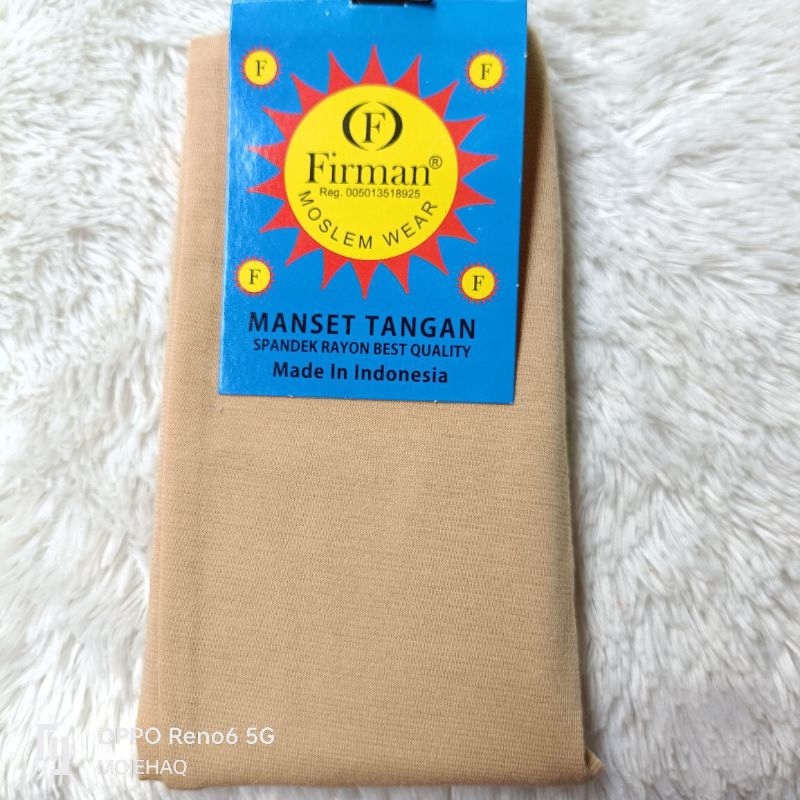 F
F
(F)
Firman®
Reg. 005013518925
MOSLEM WEAR
F
F
MANSET TANGAN
SPANDEK RAYON BEST QUALITY
Made In Indonesia
OPPO Reno6 5G
MOIEHAQ